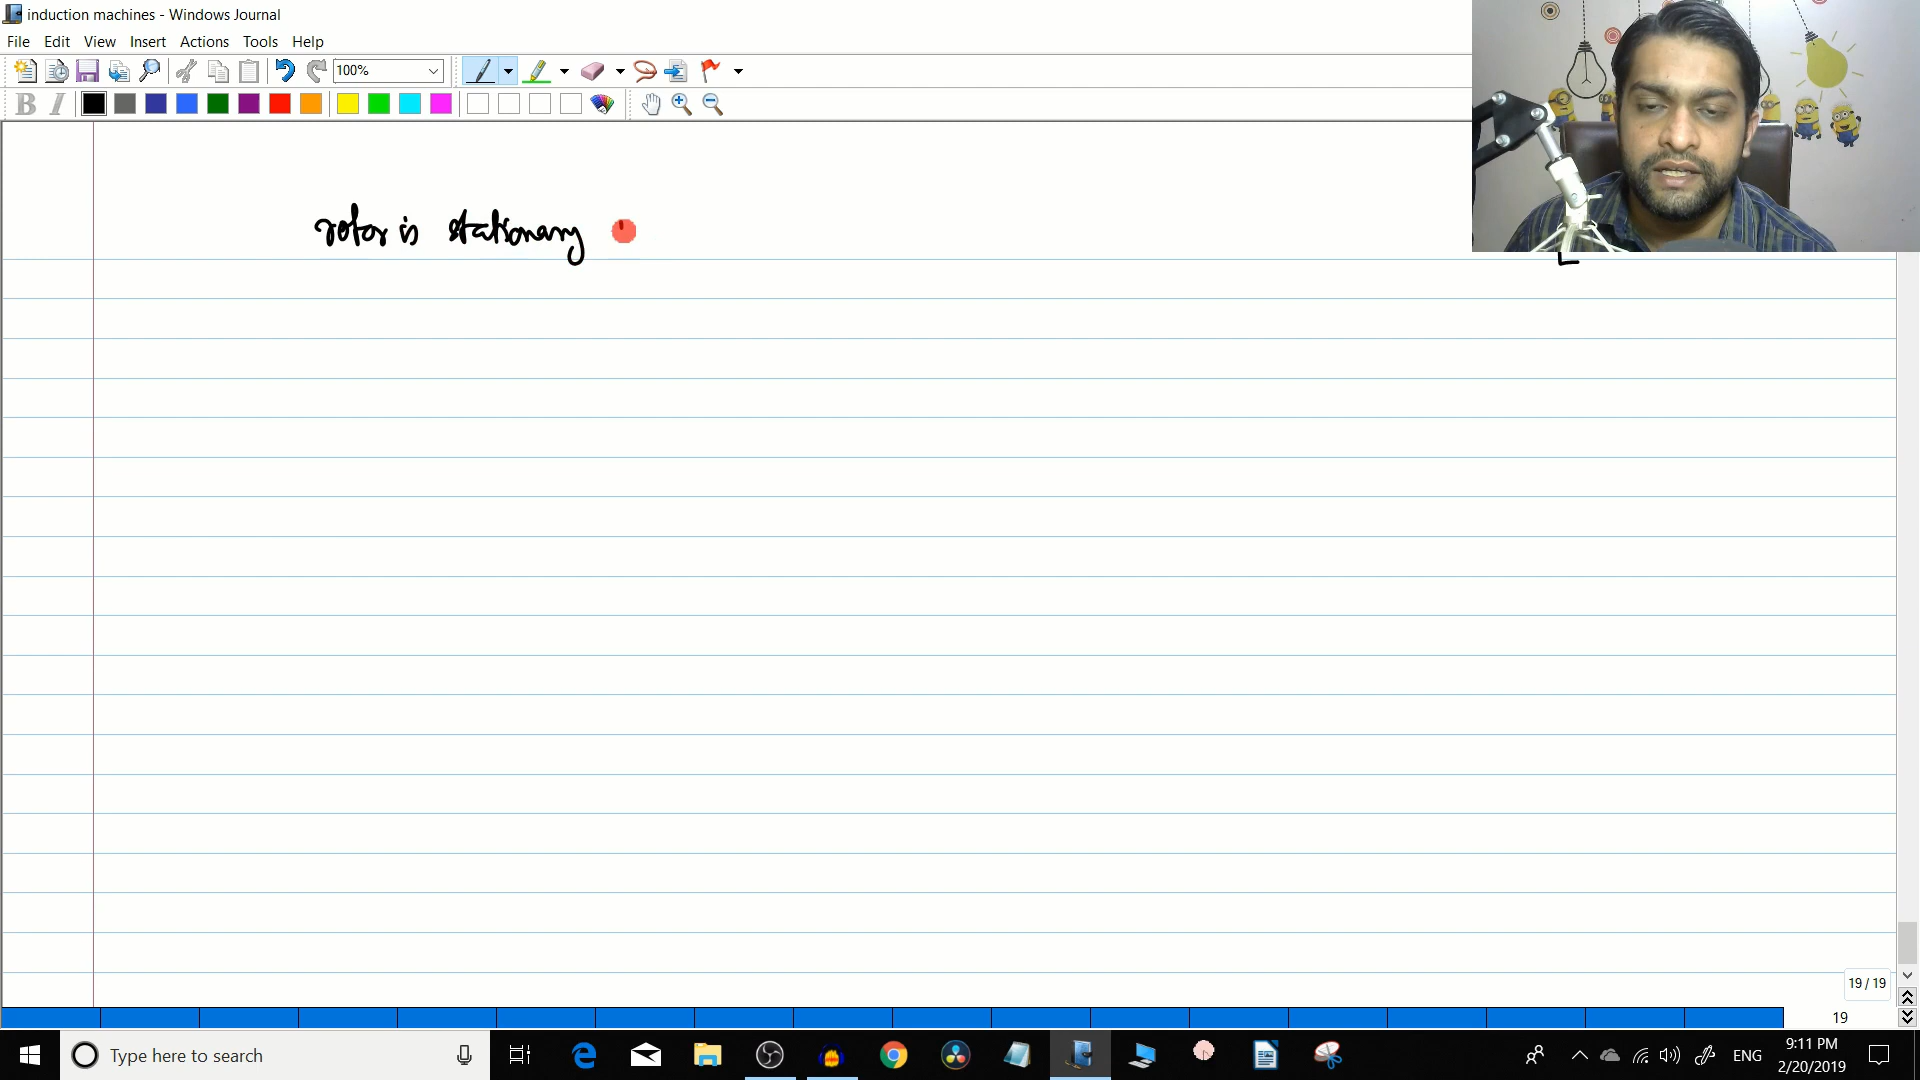 induction machines - Windows Journal
File Edit View Insert Actions Tools Help
100%
B I
rotor is stationary
19 / 19
19
Type here to search
ENG
9:11 PM
2/20/2019